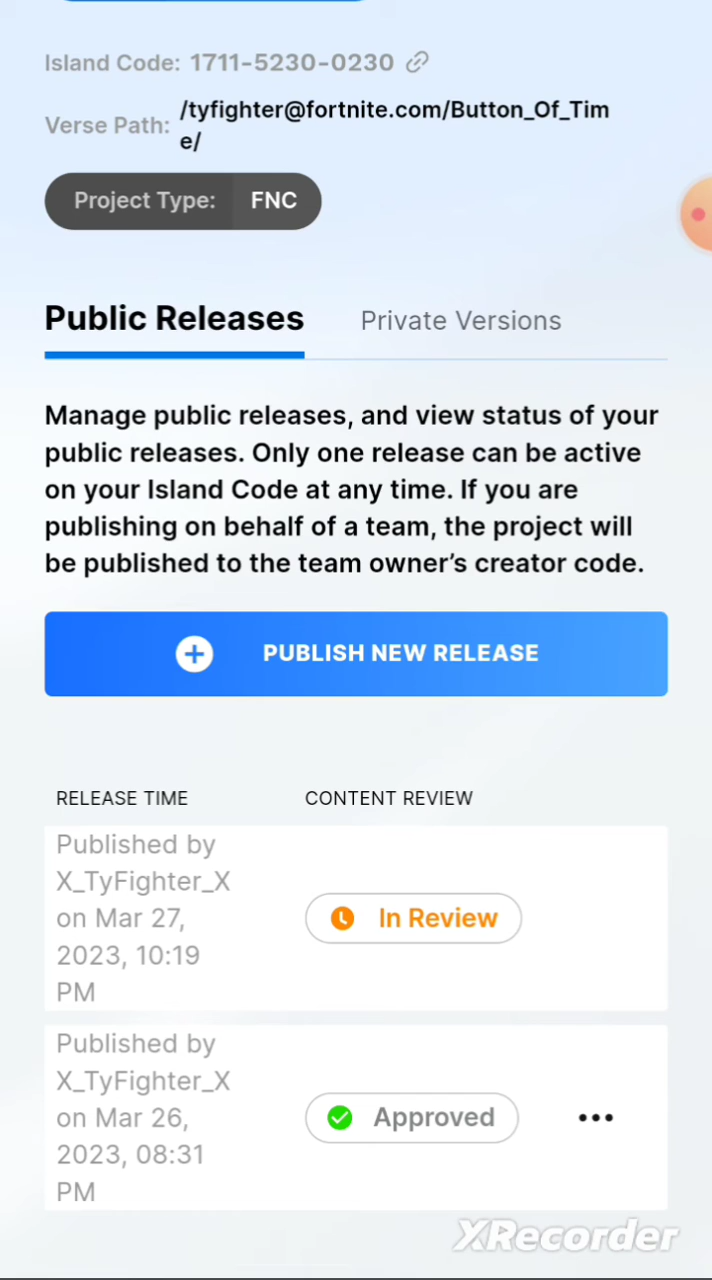 Island Code: 1711-5230-0230
Verse Path: /tyfighter@fortnite.com/Button_Of_Tim
e/
Project Type: FNC
Public Releases Private Versions
Manage public releases, and view status of your
public releases. Only one release can be active
on your Island Code at any time. If you are
publishing on behalf of a team, the project will
be published to the team owner’s creator code.
PUBLISH NEW RELEASE
RELEASE TIME CONTENT REVIEW
Published by
X_TyFighter_X
on Mar 27,
2023, 10:19
PM
In Review
Published by
X_TyFighter_X
on Mar 26,
2023, 08:31
PM
Approved
XRecorder